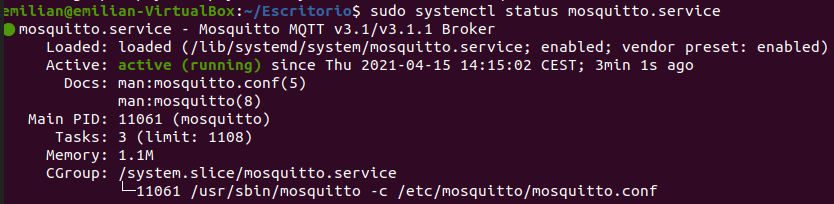 emilian@emilian-VirtualBox:~/Escritorio$ sudo systemctl status mosquitto.service
● mosquitto.service - Mosquitto MQTT v3.1/v3.1.1 Broker
     Loaded: loaded (/lib/systemd/system/mosquitto.service; enabled; vendor preset: enabled)
     Active: active (running) since Thu 2021-04-15 14:15:02 CEST; 3min 1s ago
       Docs: man:mosquitto.conf(5)
             man:mosquitto(8)
   Main PID: 11061 (mosquitto)
      Tasks: 3 (limit: 1108)
     Memory: 1.1M
     CGroup: /system.slice/mosquitto.service
             └─11061 /usr/sbin/mosquitto -c /etc/mosquitto/mosquitto.conf